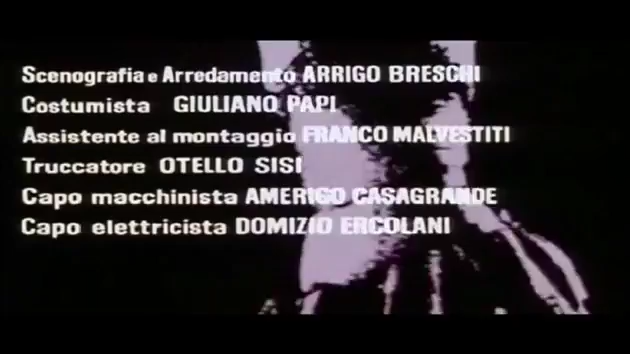 Scenografia e Arredamento ARRIGO BRESCHI
Costumista GIULIANO PAPI
Assistente al montaggio FRANCO MALVESTITI
Truccatore OTELLO SISI
Capo macchinista AMERIGO CASAGRANDE
Capo elettricista DOMIZIO ERCOLANI